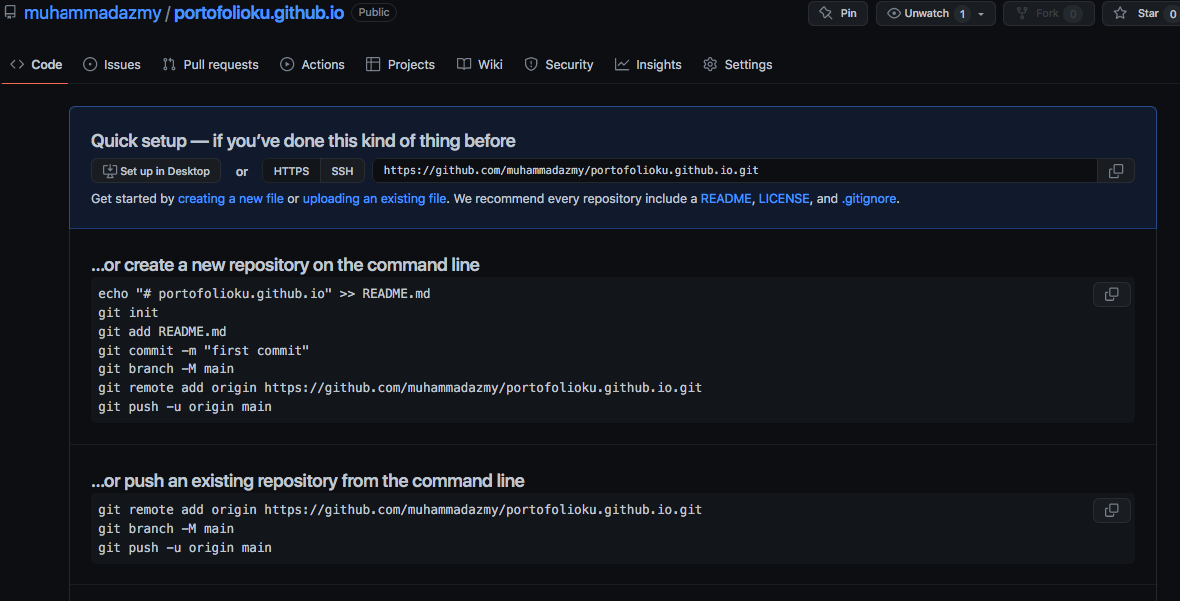 muhammadazmy / portofolioku.github.io Public Pin Unwatch 1 Fork 0 Star 0
Code Issues Pull requests Actions Projects Wiki Security Insights Settings
Quick setup — if you’ve done this kind of thing before
Set up in Desktop or HTTPS SSH https://github.com/muhammadazmy/portofolioku.github.io.git
Get started by creating a new file or uploading an existing file. We recommend every repository include a README, LICENSE, and .gitignore.
…or create a new repository on the command line
echo "# portofolioku.github.io" >> README.md
git init
git add README.md
git commit -m "first commit"
git branch -M main
git remote add origin https://github.com/muhammadazmy/portofolioku.github.io.git
git push -u origin main
…or push an existing repository from the command line
git remote add origin https://github.com/muhammadazmy/portofolioku.github.io.git
git branch -M main
git push -u origin main